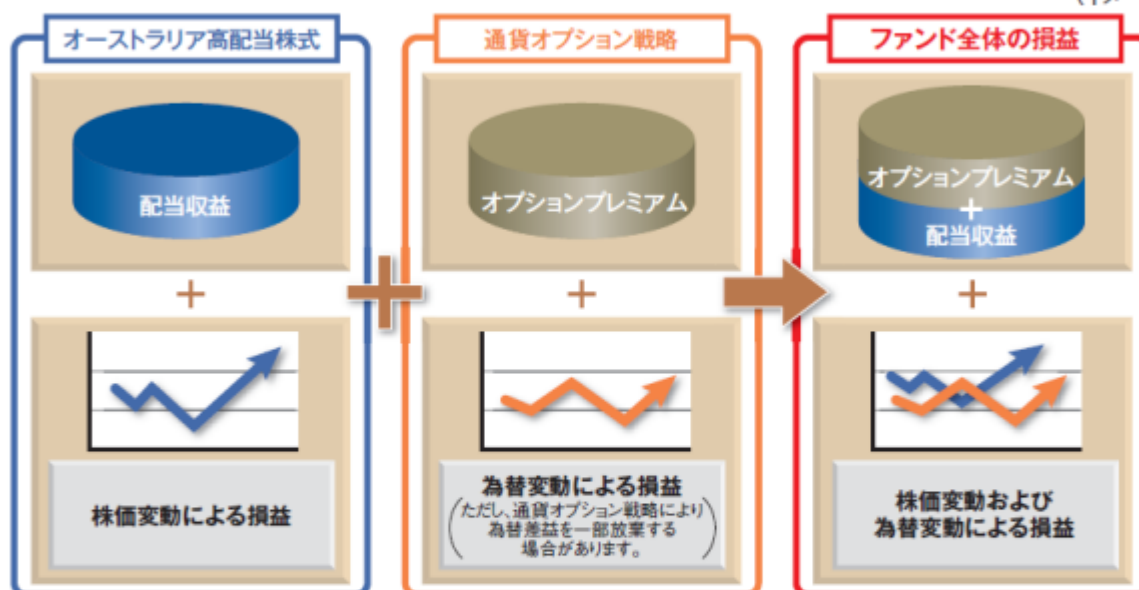 オーストラリア高配当株式
配当収益
+
株価変動による損益
+
通貨オプション戦略
オプションプレミアム
+
為替変動による損益
(ただし、通貨オプション戦略により
為替差益を一部放棄する
場合があります。)
ファンド全体の損益
オプションプレミアム
+
配当収益
+
株価変動および
為替変動による損益